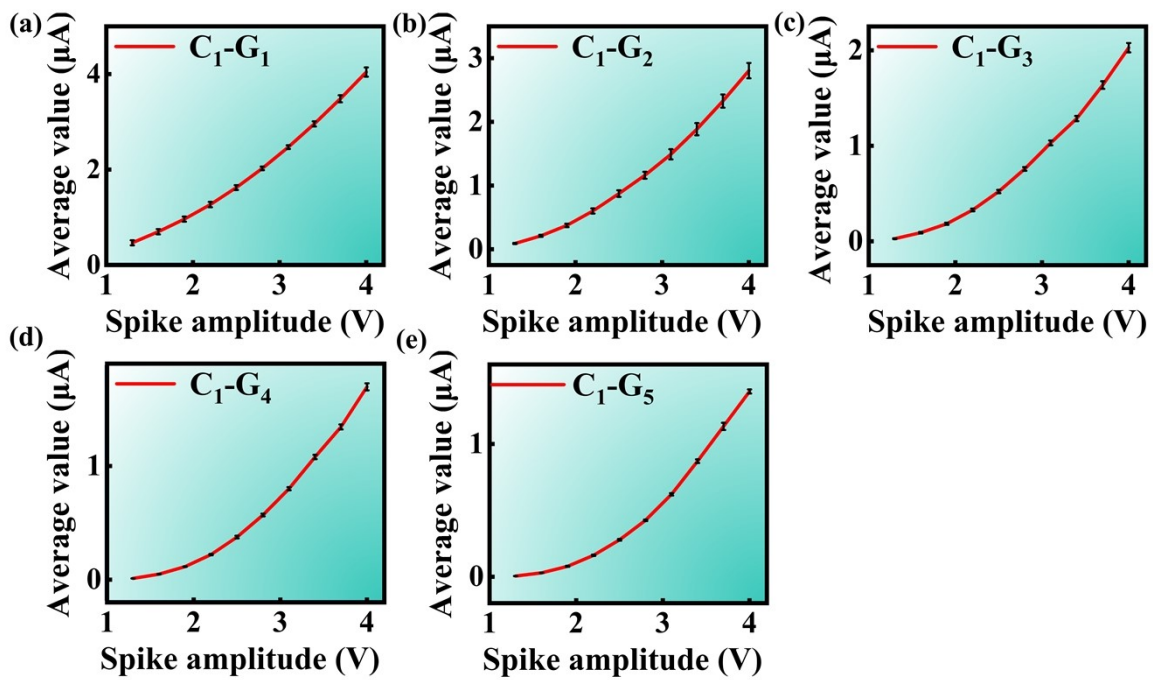 (a)
C₁-G₁
Average value (μA)
4
2
0
1 2 3 4
Spike amplitude (V)
(b)
C₁-G₂
Average value (μA)
3
2
1
0
1 2 3 4
Spike amplitude (V)
(c)
C₁-G₃
Average value (μA)
2
1
0
1 2 3 4
Spike amplitude (V)
(d)
C₁-G₄
Average value (μA)
1
0
1 2 3 4
Spike amplitude (V)
(e)
C₁-G₅
Average value (μA)
1
0
1 2 3 4
Spike amplitude (V)